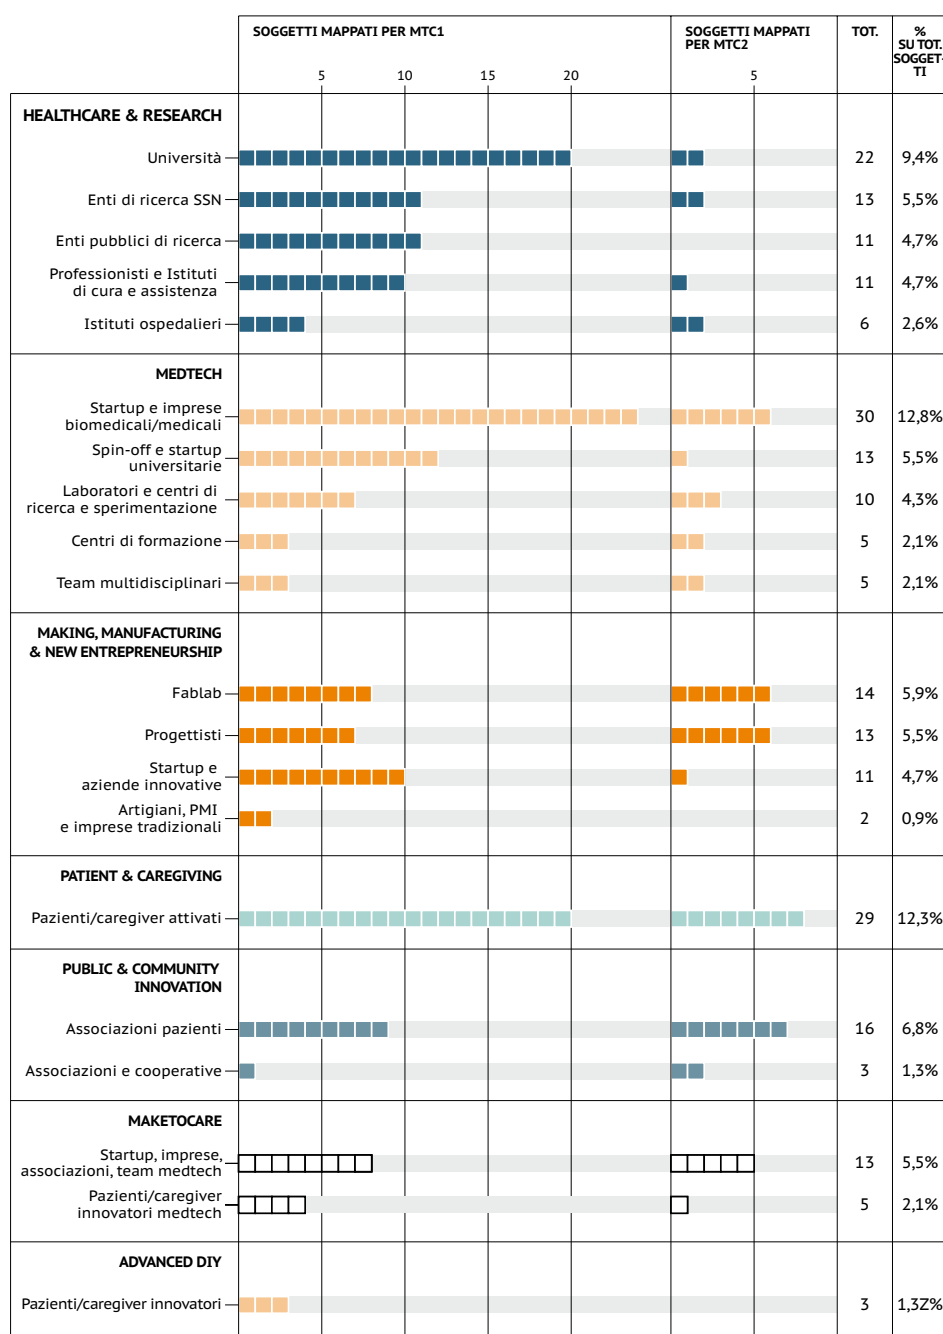 SOGGETTI MAPPATI PER MTC1
SOGGETTI MAPPATI
PER MTC2
TOT.
%
SU TOT.
SOGGET-
TI
5 10 15 20 5
HEALTHCARE & RESEARCH
Università 22 9,4%
Enti di ricerca SSN 13 5,5%
Enti pubblici di ricerca 11 4,7%
Professionisti e Istituti
di cura e assistenza 11 4,7%
Istituti ospedalieri 6 2,6%
MEDTECH
Startup e imprese
biomedicali/medicali 30 12,8%
Spin-off e startup
universitarie 13 5,5%
Laboratori e centri di
ricerca e sperimentazione 10 4,3%
Centri di formazione 5 2,1%
Team multidisciplinari 5 2,1%
MAKING, MANUFACTURING
& NEW ENTREPRENEURSHIP
Fablab 14 5,9%
Progettisti 13 5,5%
Startup e
aziende innovative 11 4,7%
Artigiani, PMI
e imprese tradizionali 2 0,9%
PATIENT & CAREGIVING
Pazienti/caregiver attivati 29 12,3%
PUBLIC & COMMUNITY
INNOVATION
Associazioni pazienti 16 6,8%
Associazioni e cooperative 3 1,3%
MAKETOCARE
Startup, imprese,
associazioni, team medtech 13 5,5%
Pazienti/caregiver
innovatori medtech 5 2,1%
ADVANCED DIY
Pazienti/caregiver innovatori 3 1,3Z%